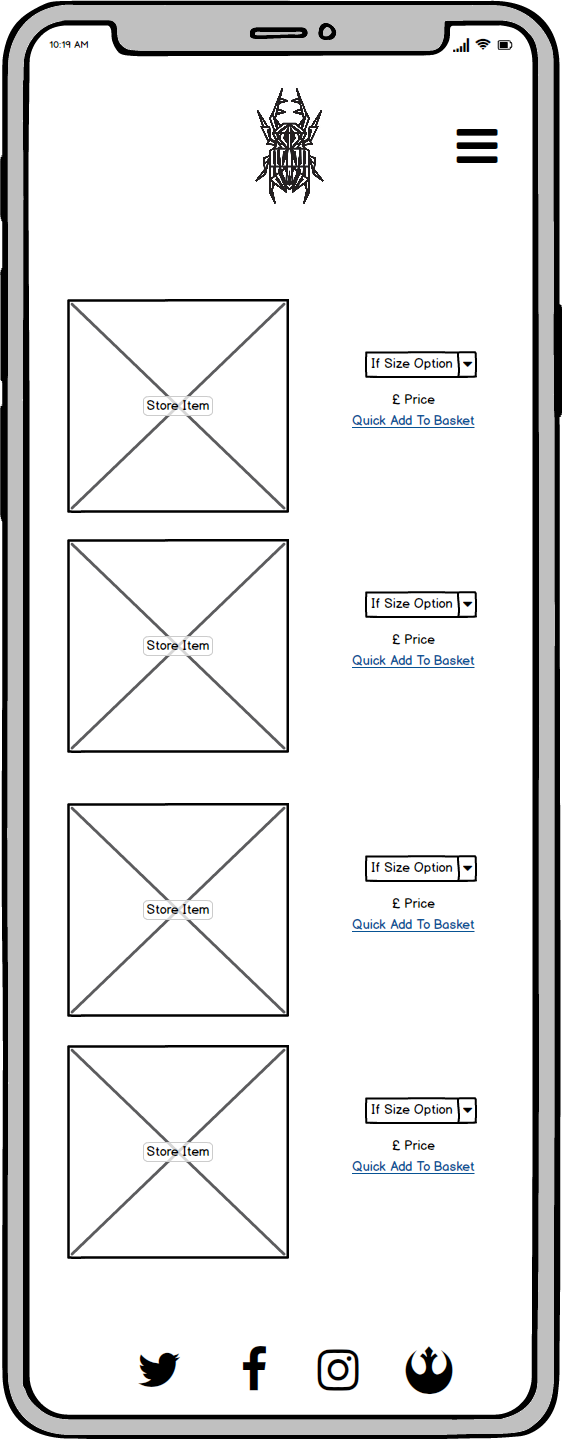 10:19 AM
If Size Option
£ Price
Quick Add To Basket
Store Item
If Size Option
£ Price
Quick Add To Basket
Store Item
If Size Option
£ Price
Quick Add To Basket
Store Item
If Size Option
£ Price
Quick Add To Basket
Store Item